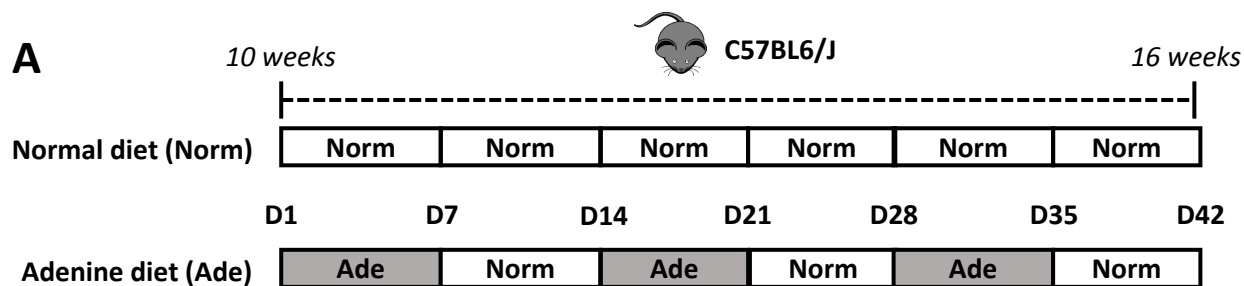 A
10 weeks
C57BL6/J
16 weeks
Normal diet (Norm) Norm Norm Norm Norm Norm Norm
D1 D7 D14 D21 D28 D35 D42
Adenine diet (Ade) Ade Norm Ade Norm Ade Norm